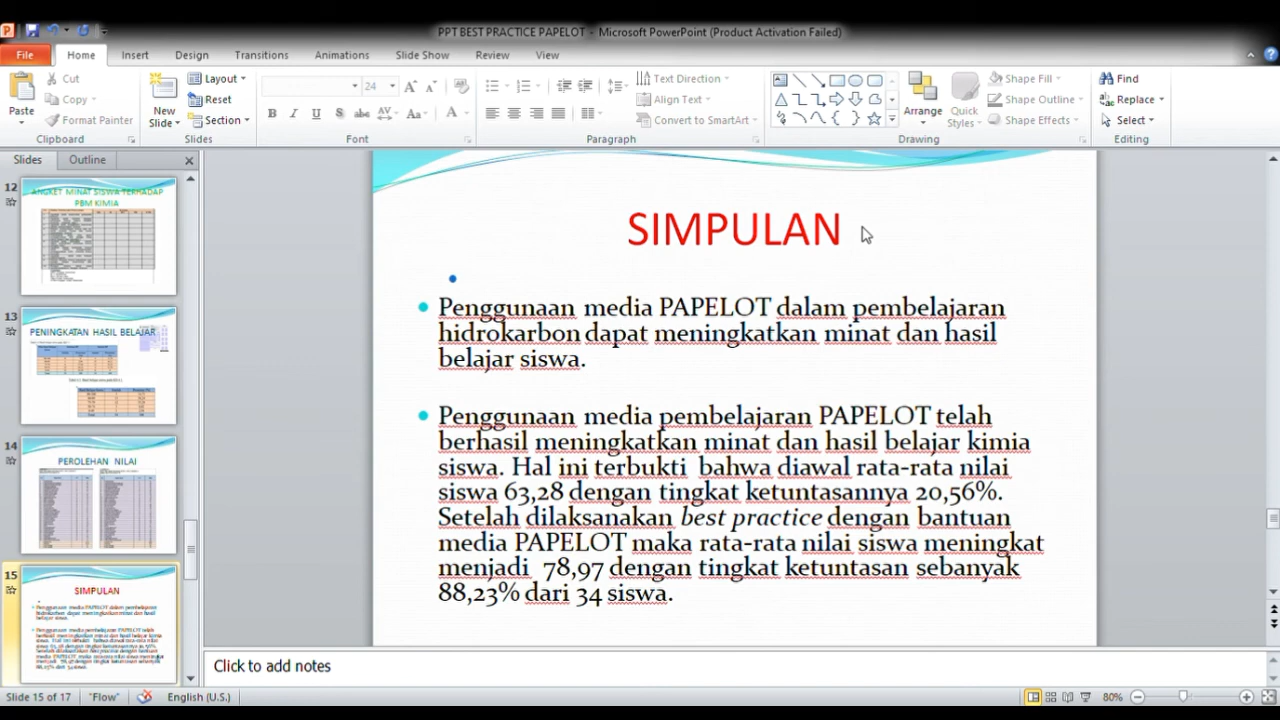 PPT BEST PRACTICE PAPELOT - Microsoft PowerPoint (Product Activation Failed)
File Home Insert Design Transitions Animations Slide Show Review View
Cut
Copy
Format Painter
Paste
Clipboard
New
Slide
Layout
Reset
Section
Slides
24
Font
Text Direction
Align Text
Convert to SmartArt
Paragraph
Arrange
Quick
Styles
Shape Fill
Shape Outline
Shape Effects
Drawing
Find
Replace
Select
Editing
Slides Outline
12
ANGKET MINAT SISWA TERHADAP
PBM KIMIA
13
PENINGKATAN HASIL BELAJAR
14
PEROLEHAN NILAI
15
SIMPULAN
SIMPULAN
Penggunaan media PAPELOT dalam pembelajaran
hidrokarbon dapat meningkatkan minat dan hasil
belajar siswa.
Penggunaan media pembelajaran PAPELOT telah
berhasil meningkatkan minat dan hasil belajar kimia
siswa. Hal ini terbukti bahwa diawal rata-rata nilai
siswa 63,28 dengan tingkat ketuntasannya 20,56%.
Setelah dilaksanakan best practice dengan bantuan
media PAPELOT maka rata-rata nilai siswa meningkat
menjadi 78,97 dengan tingkat ketuntasan sebanyak
88,23% dari 34 siswa.
Click to add notes
Slide 15 of 17 "Flow" English (U.S.) 80%